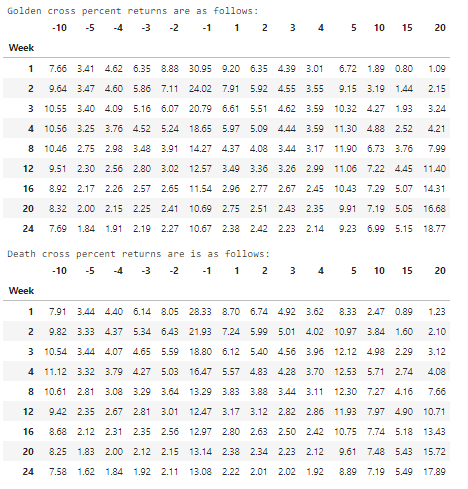 Golden cross percent returns are as follows:
-10 -5 -4 -3 -2 -1 1 2 3 4 5 10 15 20
Week
1 7.66 3.41 4.62 6.35 8.88 30.95 9.20 6.35 4.39 3.01 6.72 1.89 0.80 1.09
2 9.64 3.47 4.60 5.86 7.11 24.02 7.91 5.92 4.55 3.55 9.15 3.19 1.44 2.15
3 10.55 3.40 4.09 5.16 6.07 20.79 6.61 5.51 4.62 3.59 10.32 4.27 1.93 3.24
4 10.56 3.25 3.76 4.52 5.24 18.65 5.97 5.09 4.44 3.59 11.30 4.88 2.52 4.21
8 10.46 2.75 2.98 3.48 3.91 14.27 4.37 4.08 3.44 3.17 11.90 6.73 3.76 7.99
12 9.51 2.30 2.56 2.80 3.02 12.57 3.49 3.36 3.26 2.99 11.06 7.22 4.45 11.40
16 8.92 2.17 2.26 2.57 2.65 11.54 2.96 2.77 2.67 2.45 10.43 7.29 5.07 14.31
20 8.32 2.00 2.15 2.25 2.41 10.69 2.75 2.51 2.43 2.35 9.91 7.19 5.05 16.68
24 7.69 1.84 1.91 2.19 2.27 10.67 2.38 2.42 2.23 2.14 9.23 6.99 5.15 18.77
Death cross percent returns are is as follows:
-10 -5 -4 -3 -2 -1 1 2 3 4 5 10 15 20
Week
1 7.91 3.44 4.40 6.14 8.05 28.33 8.70 6.74 4.92 3.62 8.33 2.47 0.89 1.23
2 9.82 3.33 4.37 5.34 6.43 21.93 7.24 5.99 5.01 4.02 10.97 3.84 1.60 2.10
3 10.54 3.44 4.07 4.65 5.59 18.80 6.12 5.40 4.56 3.96 12.12 4.98 2.29 3.12
4 11.12 3.32 3.79 4.27 5.03 16.47 5.57 4.83 4.28 3.70 12.53 5.71 2.74 4.08
8 10.61 2.81 3.08 3.29 3.64 13.29 3.83 3.88 3.44 3.11 12.30 7.27 4.16 7.66
12 9.42 2.35 2.67 2.81 3.01 12.47 3.17 3.12 2.82 2.86 11.93 7.97 4.90 10.71
16 8.68 2.12 2.31 2.35 2.56 12.97 2.80 2.63 2.50 2.42 10.75 7.74 5.18 13.43
20 8.25 1.83 2.00 2.12 2.15 13.14 2.38 2.34 2.23 2.12 9.61 7.48 5.43 15.72
24 7.58 1.62 1.84 1.92 2.11 13.08 2.22 2.01 2.02 1.92 8.89 7.19 5.49 17.89